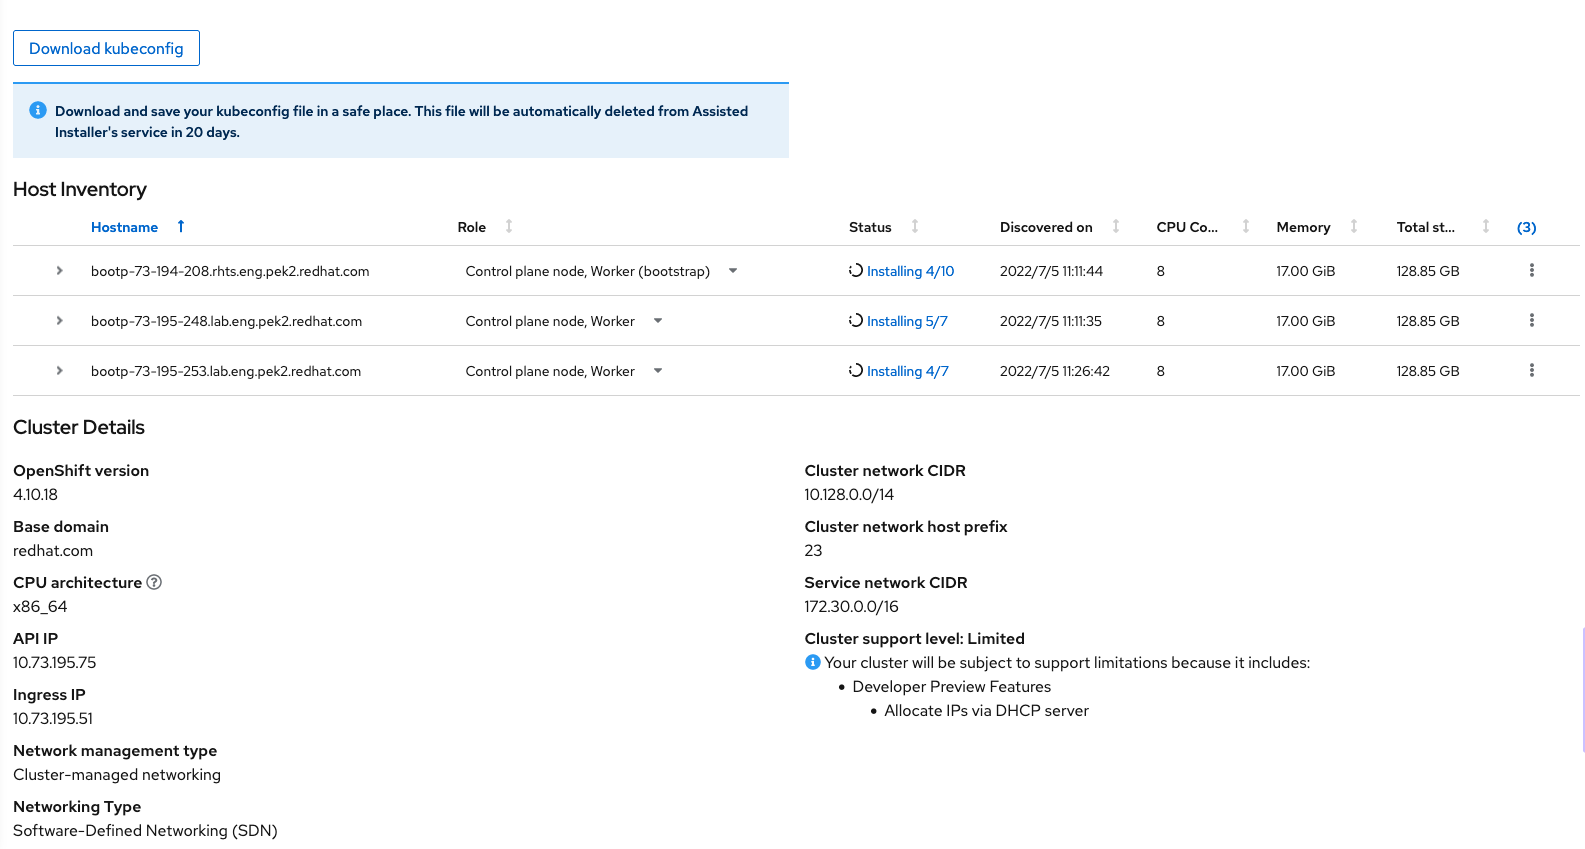 Download kubeconfig
Download and save your kubeconfig file in a safe place. This file will be automatically deleted from Assisted
Installer's service in 20 days.
Host Inventory
Hostname Role Status Discovered on CPU Co... Memory Total st... (3)
bootp-73-194-208.rhts.eng.pek2.redhat.com Control plane node, Worker (bootstrap) Installing 4/10 2022/7/5 11:11:44 8 17.00 GiB 128.85 GB
bootp-73-195-248.lab.eng.pek2.redhat.com Control plane node, Worker Installing 5/7 2022/7/5 11:11:35 8 17.00 GiB 128.85 GB
bootp-73-195-253.lab.eng.pek2.redhat.com Control plane node, Worker Installing 4/7 2022/7/5 11:26:42 8 17.00 GiB 128.85 GB
Cluster Details
OpenShift version
4.10.18
Base domain
redhat.com
CPU architecture
x86_64
API IP
10.73.195.75
Ingress IP
10.73.195.51
Network management type
Cluster-managed networking
Networking Type
Software-Defined Networking (SDN)
Cluster network CIDR
10.128.0.0/14
Cluster network host prefix
23
Service network CIDR
172.30.0.0/16
Cluster support level: Limited
Your cluster will be subject to support limitations because it includes:
• Developer Preview Features
• Allocate IPs via DHCP server